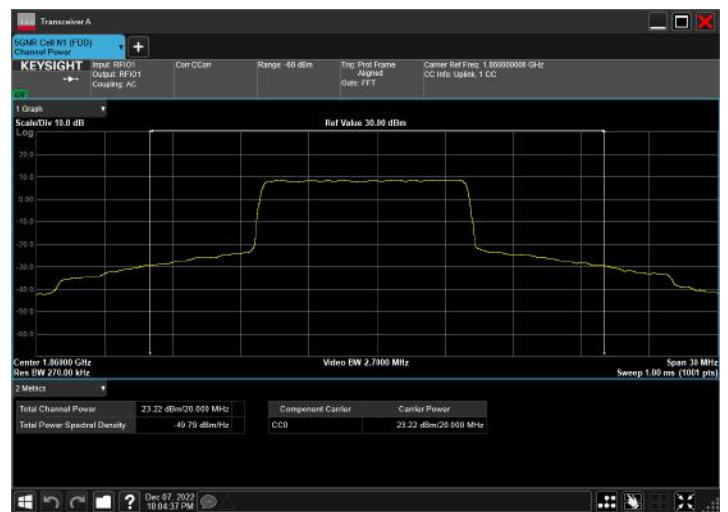 Transceiver A
5GNR Cell N1 (FDD)
Channel Power
+
KEYSIGHT
Input: RFIO1
Output: RFIO1
Coupling: AC
Corr CCorr
Range -60 dBm
Trig: Prot Frame
Aligned
Gate: FFT
Carrier Ref Freq: 1.860000000 GHz
CC Info: Uplink, 1 CC
1 Graph
Scale/Div 10.0 dB
Ref Value 30.00 dBm
Log
20.0
10.0
0.00
-10.0
-20.0
-30.0
-40.0
-50.0
-60.0
Center 1.86000 GHz
Video BW 2.7000 MHz
Span 30 MHz
Res BW 270.00 kHz
Sweep 1.00 ms (1001 pts)
2 Metrics
Total Channel Power 23.22 dBm/20.000 MHz
Total Power Spectral Density -49.79 dBm/Hz
Component Carrier Carrier Power
CC0 23.22 dBm/20.000 MHz
?
Dec 07, 2022
10:04:37 PM